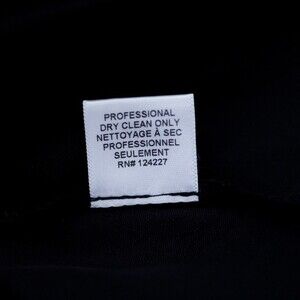 PROFESSIONAL
DRY CLEAN ONLY
NETTOYAGE À SEC
PROFESSIONNEL
SEULEMENT
RN# 124227